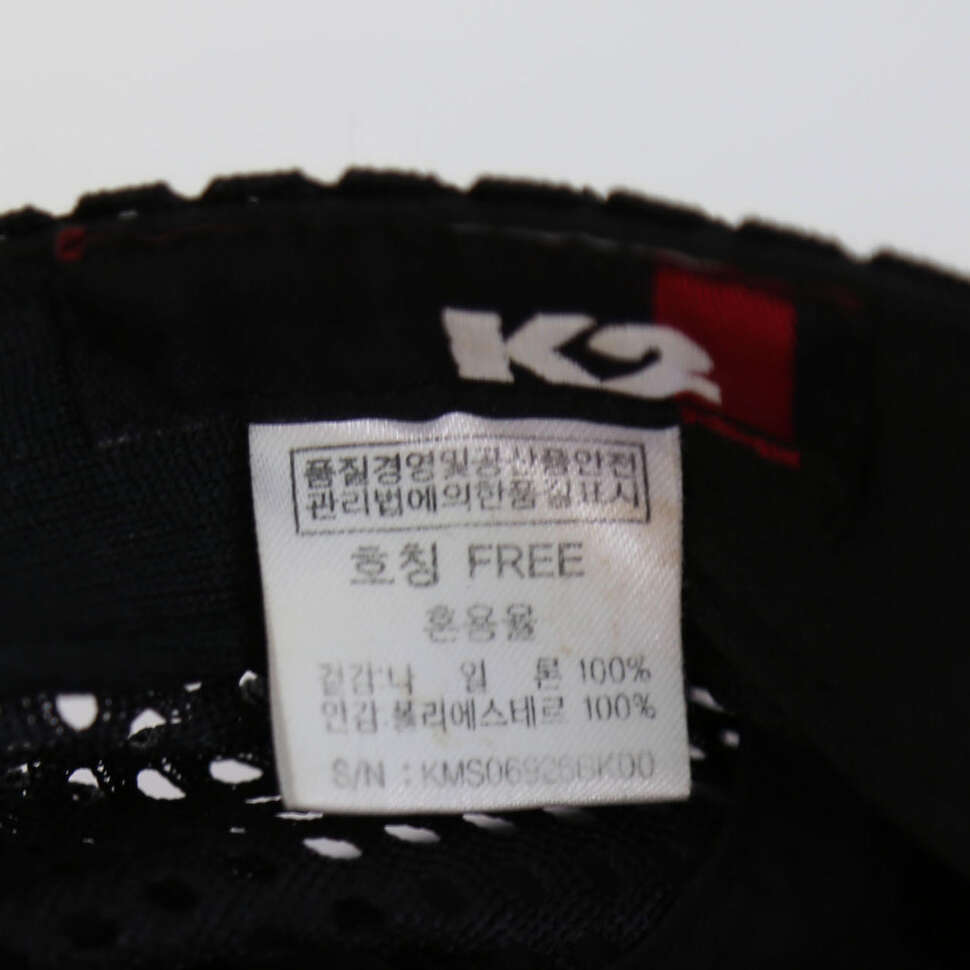 K2
품질경영및공산품안전
관리법에의한품질표시
호칭 FREE
혼용율
겉감:나 일 론 100%
안감:폴리에스테르 100%
S/N :